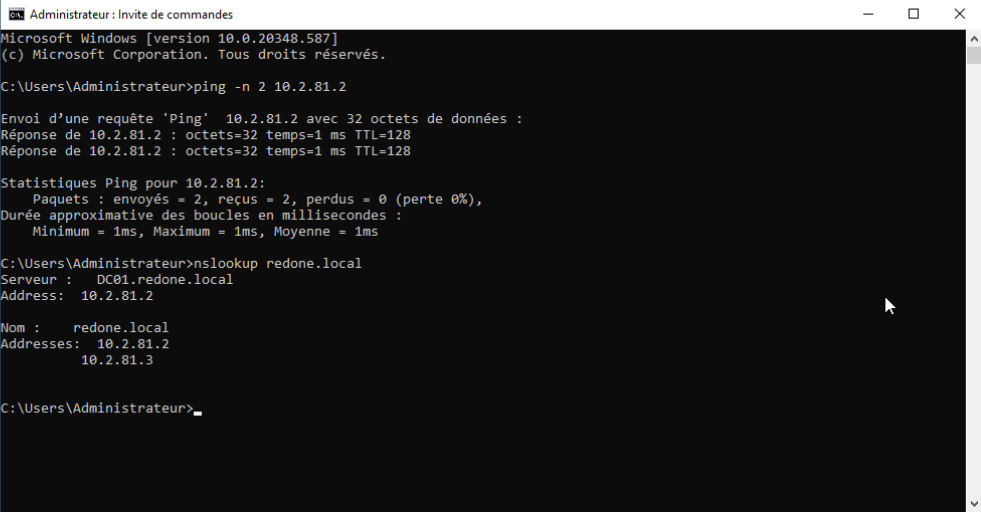 Administrateur : Invite de commandes
Microsoft Windows [version 10.0.20348.587]
(c) Microsoft Corporation. Tous droits réservés.
C:\Users\Administrateur>ping -n 2 10.2.81.2
Envoi d’une requête 'Ping'  10.2.81.2 avec 32 octets de données :
Réponse de 10.2.81.2 : octets=32 temps=1 ms TTL=128
Réponse de 10.2.81.2 : octets=32 temps=1 ms TTL=128
Statistiques Ping pour 10.2.81.2:
    Paquets : envoyés = 2, reçus = 2, perdus = 0 (perte 0%),
Durée approximative des boucles en millisecondes :
    Minimum = 1ms, Maximum = 1ms, Moyenne = 1ms
C:\Users\Administrateur>nslookup redone.local
Serveur :   DC01.redone.local
Address:  10.2.81.2
Nom :    redone.local
Addresses:  10.2.81.2
          10.2.81.3
C:\Users\Administrateur>